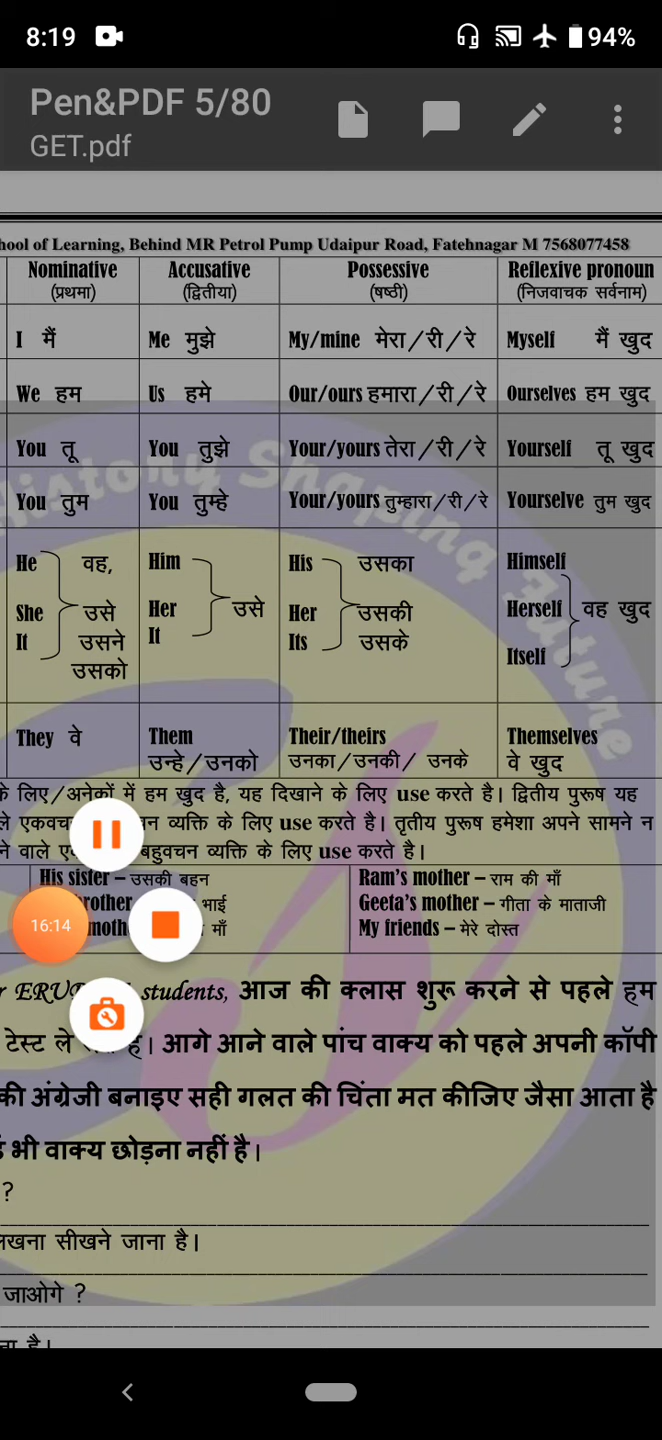 8:19 94%
Pen&PDF 5/80
GET.pdf
hool of Learning, Behind MR Petrol Pump Udaipur Road, Fatehnagar M 7568077458
Nominative Accusative Possessive Reflexive pronoun
(प्रथमा) (द्वितीया) (षष्ठी) (निजवाचक सर्वनाम)
I मैं Me मुझे My/mine मेरा/री/रे Myself मैं खुद
We हम Us हमे Our/ours हमारा/री/रे Ourselves हम खुद
You तू You तुझे Your/yours तेरा/री/रे Yourself तू खुद
You तुम You तुम्हे Your/yours तुम्हारा/री/रे Yourselve तुम खुद
He वह, Him His उसका Himself
She उसे Her उसे Her उसकी Herself वह खुद
It उसने It Its उसके Itself
उसको
They वे Them Their/theirs Themselves
उन्हे/उनको उनका/उनकी/ उनके वे खुद
के लिए/अनेकों में हम खुद है, यह दिखाने के लिए use करते है। द्वितीय पुरूष यह
ले एकवच न व्यक्ति के लिए use करते है। तृतीय पुरूष हमेशा अपने सामने न
ने वाले ए बहुवचन व्यक्ति के लिए use करते है।
His sister – उसकी बहन Ram's mother – राम की माँ
rother भाई Geeta's mother – गीता के माताजी
moth माँ My friends – मेरे दोस्त
16:14
r ERU students, आज की क्लास शुरू करने से पहले हम
टेस्ट ले है। आगे आने वाले पांच वाक्य को पहले अपनी कॉपी
की अंग्रेजी बनाइए सही गलत की चिंता मत कीजिए जैसा आता है
भी वाक्य छोड़ना नहीं है।
?
लखना सीखने जाना है।
जाओगे ?
ना है।
History Shaping Future